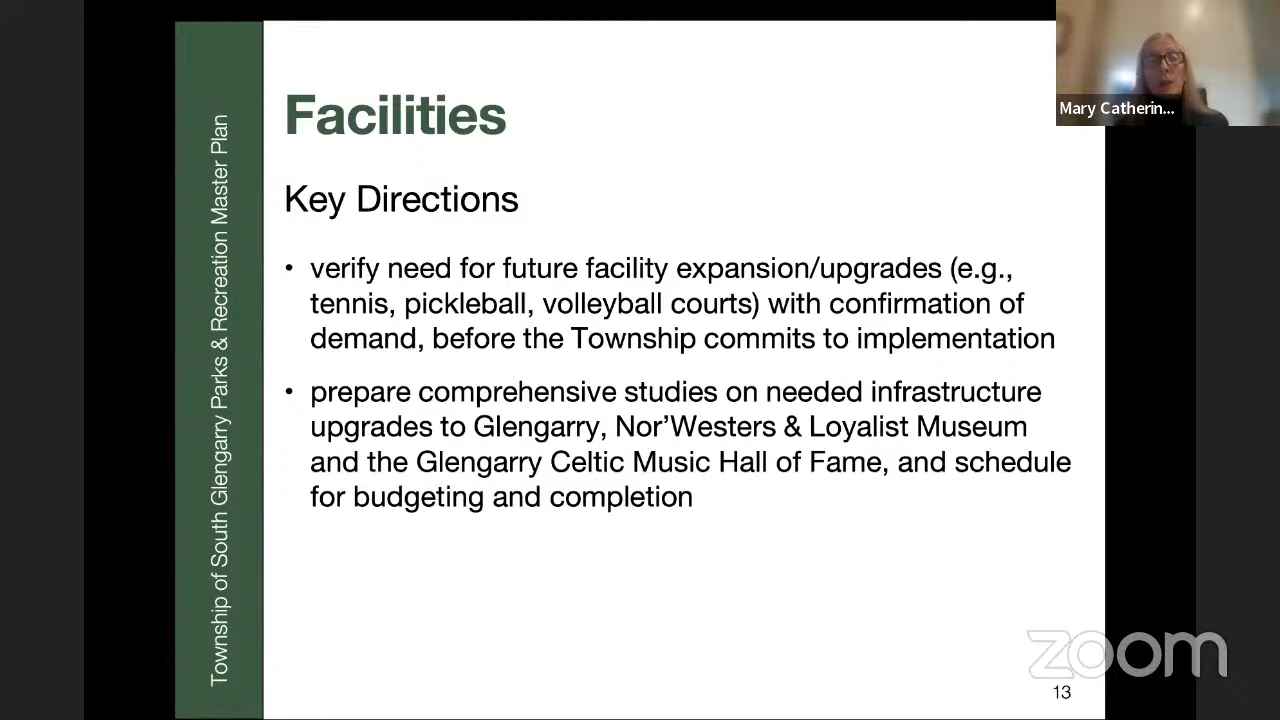 Township of South Glengarry Parks & Recreation Master Plan
Facilities
Key Directions
• verify need for future facility expansion/upgrades (e.g.,
tennis, pickleball, volleyball courts) with confirmation of
demand, before the Township commits to implementation
• prepare comprehensive studies on needed infrastructure
upgrades to Glengarry, Nor’Westers & Loyalist Museum
and the Glengarry Celtic Music Hall of Fame, and schedule
for budgeting and completion
13
Mary Catherin...
zoom